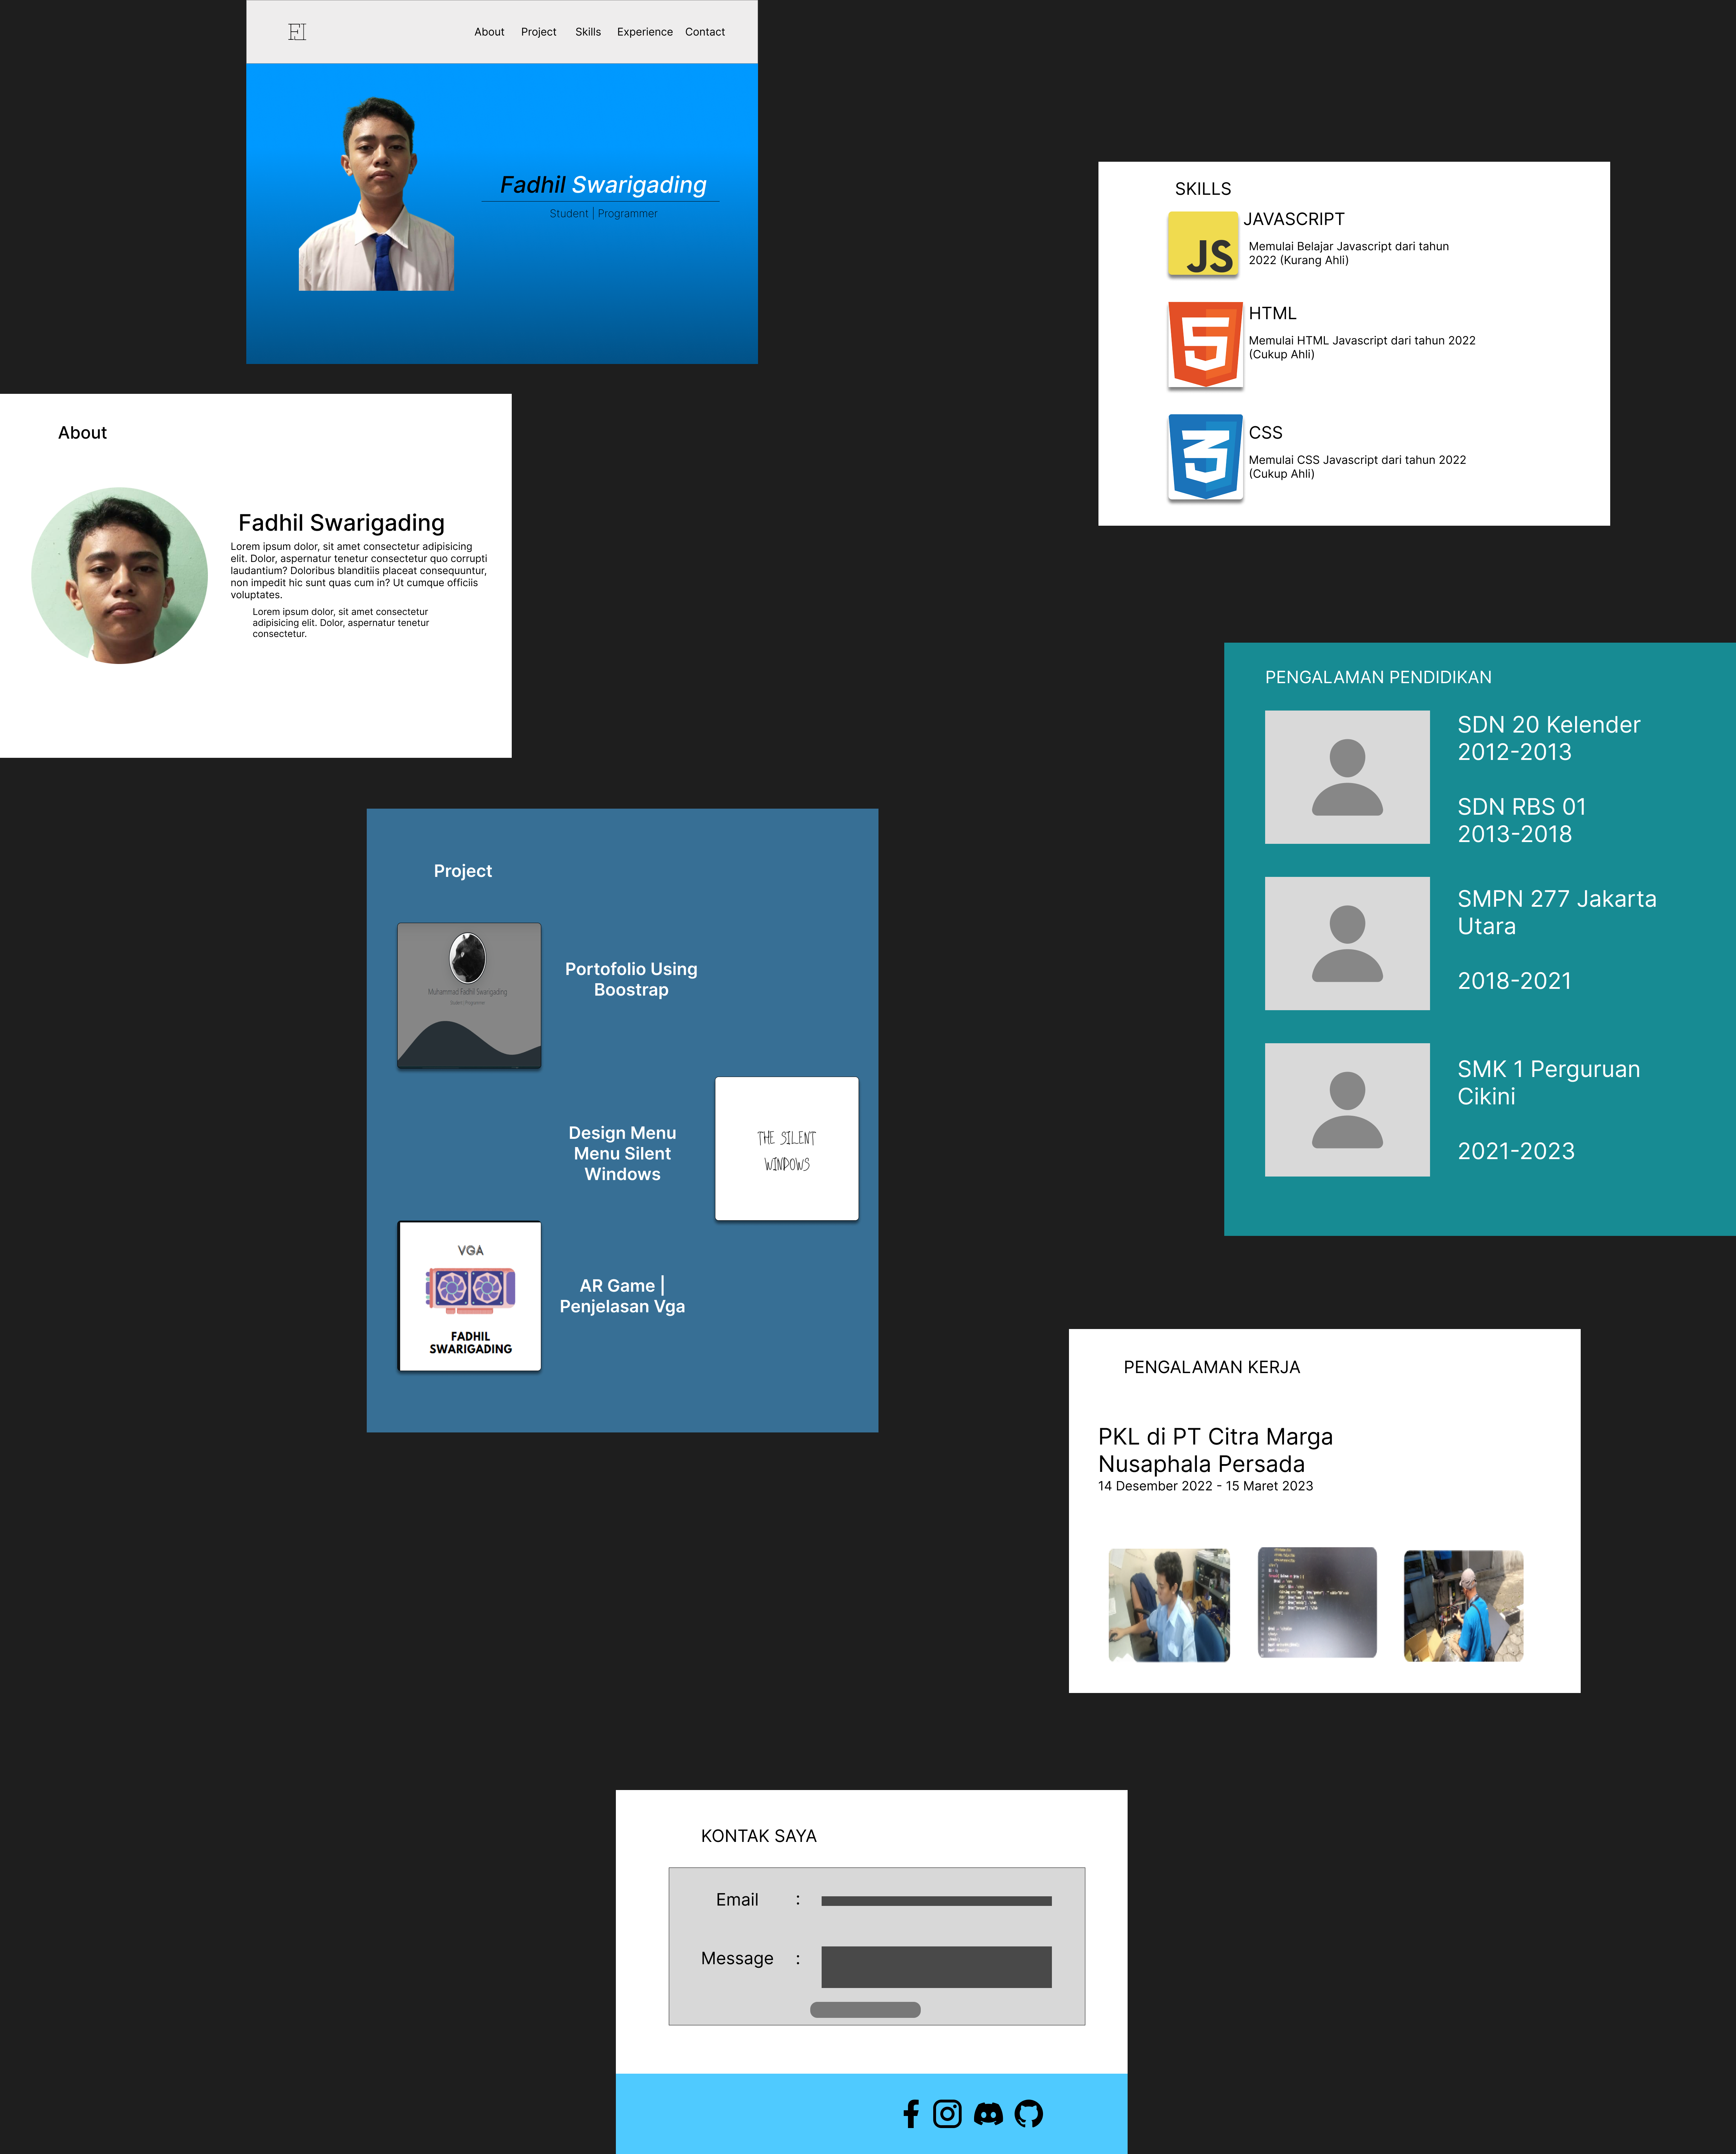 FJ
About Project Skills Experience Contact
Fadhil Swarigading
Student | Programmer
About
Fadhil Swarigading
Lorem ipsum dolor, sit amet consectetur adipisicing
elit. Dolor, aspernatur tenetur consectetur quo corrupti
laudantium? Doloribus blanditiis placeat consequuntur,
non impedit hic sunt quas cum in? Ut cumque officiis
voluptates.
Lorem ipsum dolor, sit amet consectetur
adipisicing elit. Dolor, aspernatur tenetur
consectetur.
Project
Muhammad Fadhil Swarigading
Student | Programmer
Portofolio Using
Boostrap
Design Menu
Menu Silent
Windows
THE SILENT
WINDOWS
VGA
FADHIL
SWARIGADING
AR Game |
Penjelasan Vga
SKILLS
JS
JAVASCRIPT
Memulai Belajar Javascript dari tahun
2022 (Kurang Ahli)
HTML
Memulai HTML Javascript dari tahun 2022
(Cukup Ahli)
CSS
Memulai CSS Javascript dari tahun 2022
(Cukup Ahli)
PENGALAMAN PENDIDIKAN
SDN 20 Kelender
2012-2013
SDN RBS 01
2013-2018
SMPN 277 Jakarta
Utara
2018-2021
SMK 1 Perguruan
Cikini
2021-2023
PENGALAMAN KERJA
PKL di PT Citra Marga
Nusaphala Persada
14 Desember 2022 - 15 Maret 2023
KONTAK SAYA
Email :
Message :